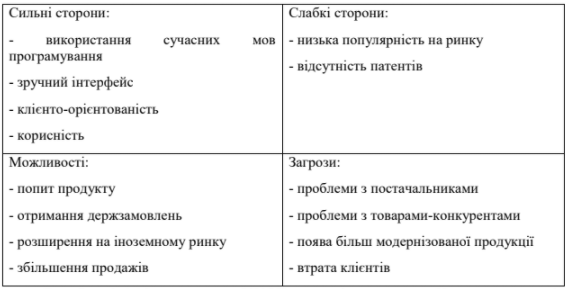 Сильні сторони:
- використання сучасних мов
програмування
- зручний інтерфейс
- клієнто-орієнтованість
- корисність
Слабкі сторони:
- низька популярність на ринку
- відсутність патентів
Можливості:
- попит продукту
- отримання держзамовлень
- розширення на іноземному ринку
- збільшення продажів
Загрози:
- проблеми з постачальниками
- проблеми з товарами-конкурентами
- поява більш модернізованої продукції
- втрата клієнтів